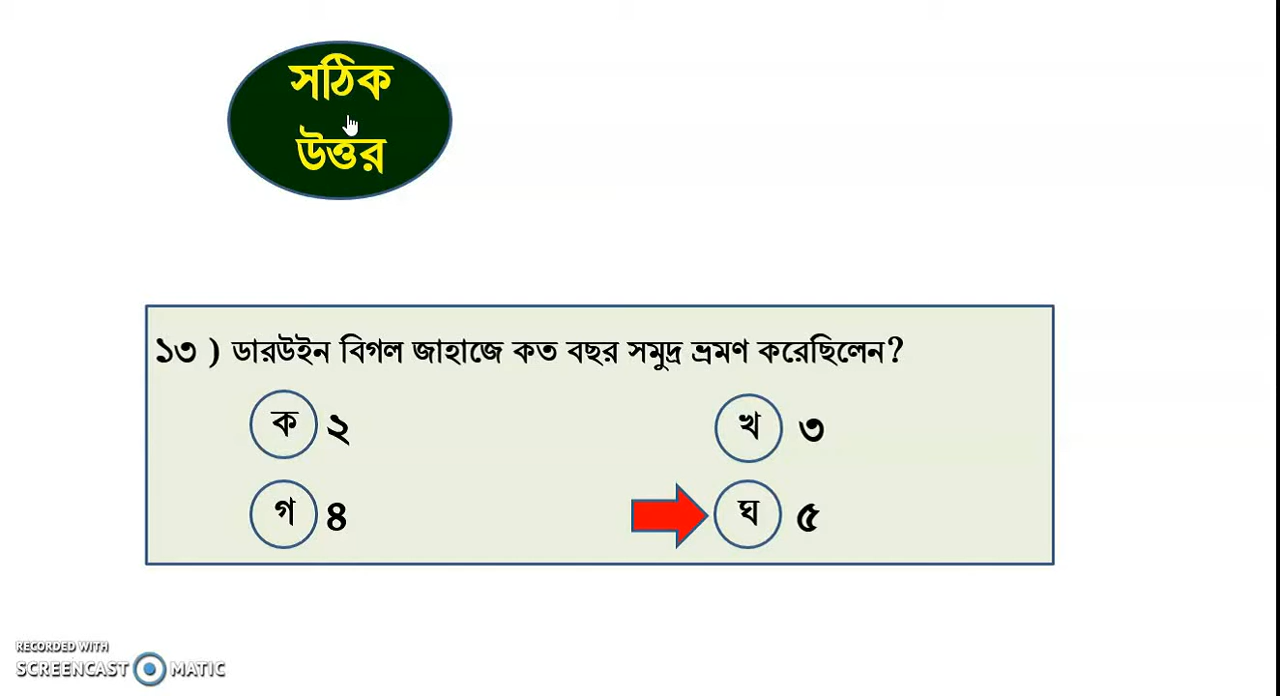 সঠিক
উত্তর
১৩ ) ডারউইন বিগল জাহাজে কত বছর সমুদ্র ভ্রমণ করেছিলেন?
ক ২ খ ৩
গ ৪ ঘ ৫
RECORDED WITH
SCREENCAST MATIC